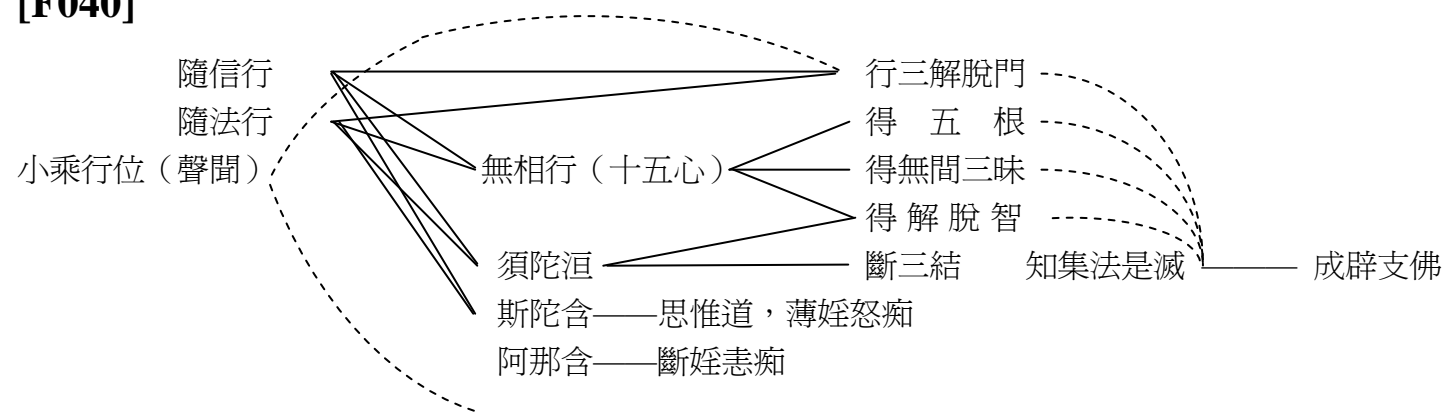 [F040]
隨信行 行三解脫門
隨法行 得 五 根
小乘行位（聲聞） 無相行（十五心） 得無間三昧
得 解 脫 智
須陀洹 斷三結 知集法是滅 —— 成辟支佛
斯陀含——思惟道，薄婬怒痴
阿那含——斷婬恚痴